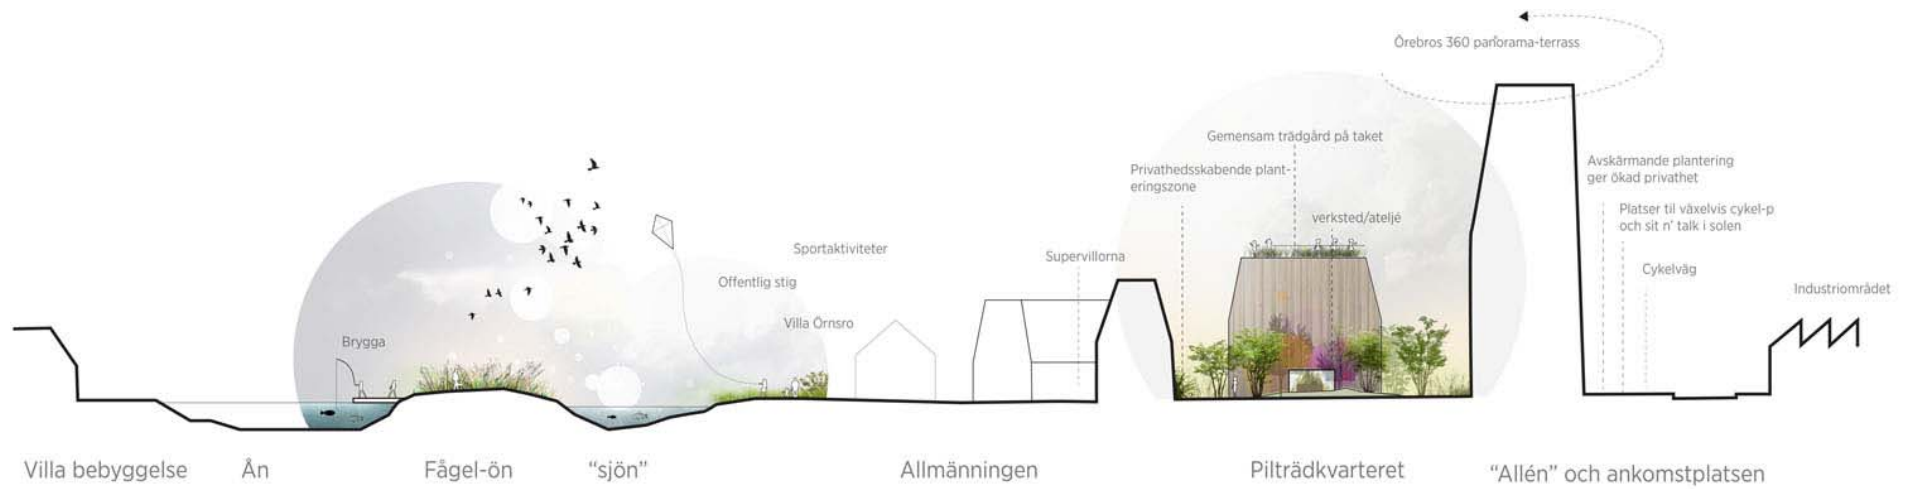 Örebros 360 panorama-terrass
Gemensam trädgård på taket
Privathedsskabende plant-
eringszone
verksted/ateljé
Avskärmande plantering
ger ökad privathet
Platser til växelvis cykel-p
och sit n' talk i solen
Cykelväg
Industriområdet
Sportaktiviteter
Offentlig stig
Supervillorna
Villa Örnsro
Brygga
Villa bebyggelse
Ån
Fågel-ön
"sjön"
Allmänningen
Pilträdkvarteret
"Allén" och ankomstplatsen